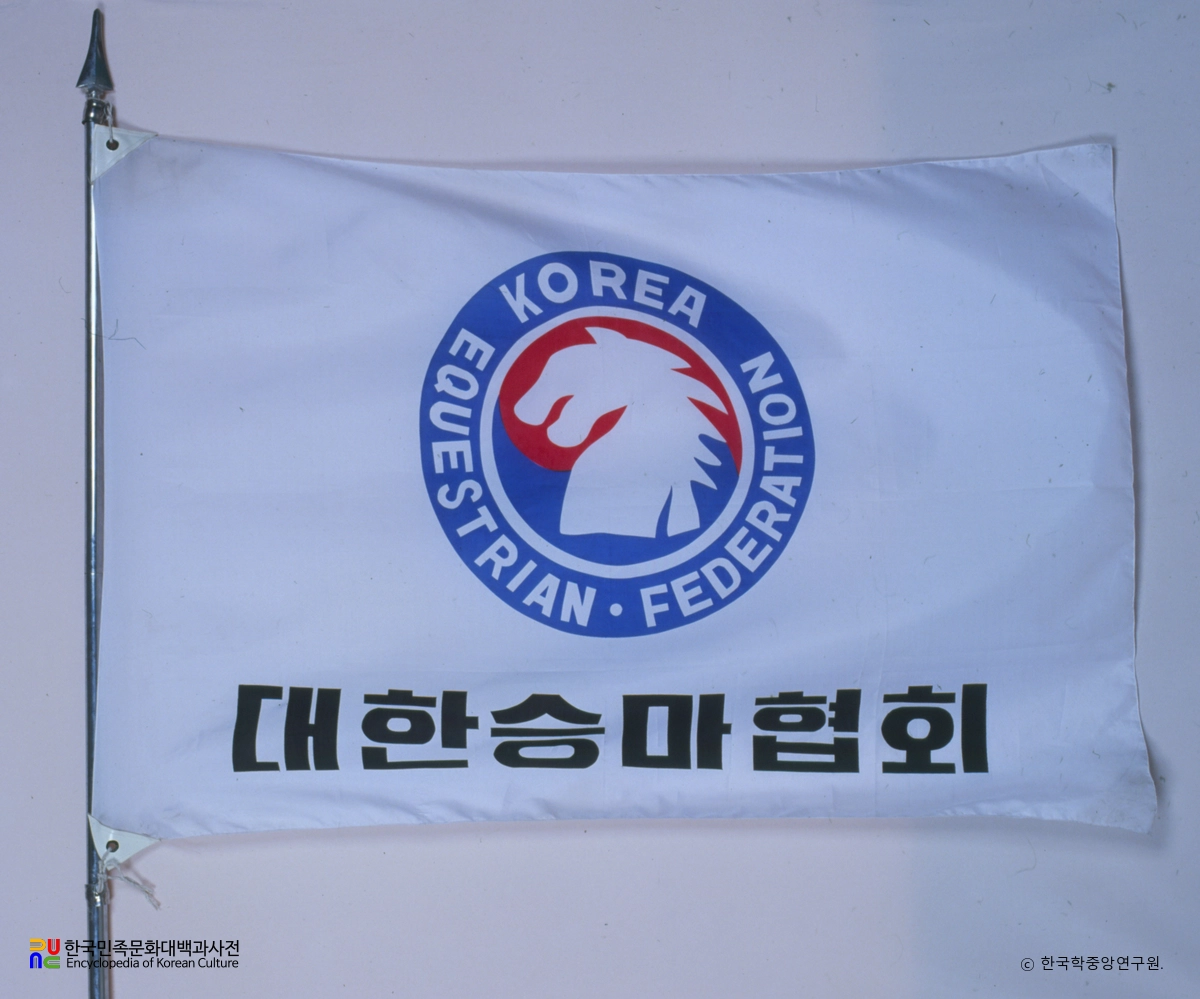 KOREA
EQUESTRIAN · FEDERATION
대한승마협회
한국민족문화대백과사전
Encyclopedia of Korean Culture
ⓒ 한국학중앙연구원.